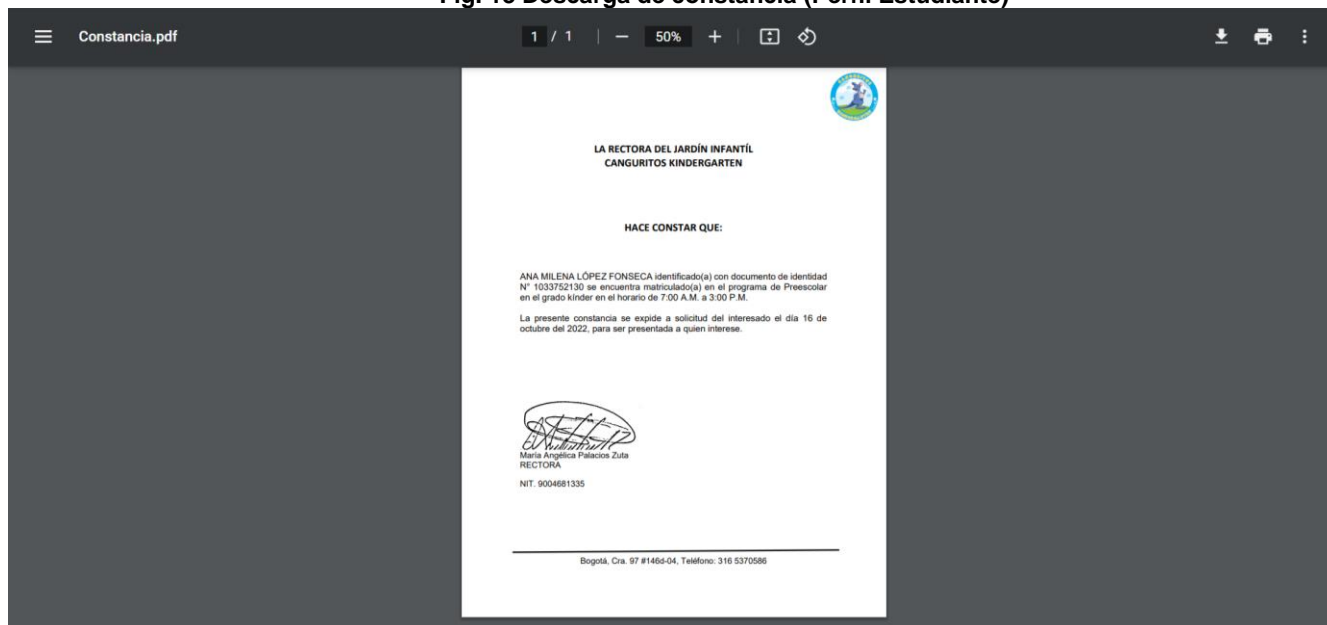 Fig. 18 Descarga de constancia (Perfil Estudiante)
Constancia.pdf
1 / 1
50%
LA RECTORA DEL JARDÍN INFANTÍL
CANGURITOS KINDERGARTEN
HACE CONSTAR QUE:
ANA MILENA LÓPEZ FONSECA identificado(a) con documento de identidad
N° 1033752130 se encuentra matriculado(a) en el programa de Preescolar
en el grado kínder en el horario de 7:00 A.M. a 3:00 P.M.
La presente constancia se expide a solicitud del interesado el día 16 de
octubre del 2022, para ser presentada a quien interese.
María Angélica Palacios Zuta
RECTORA
NIT. 9004681335
Bogotá, Cra. 97 #146d-04, Teléfono: 316 5370586